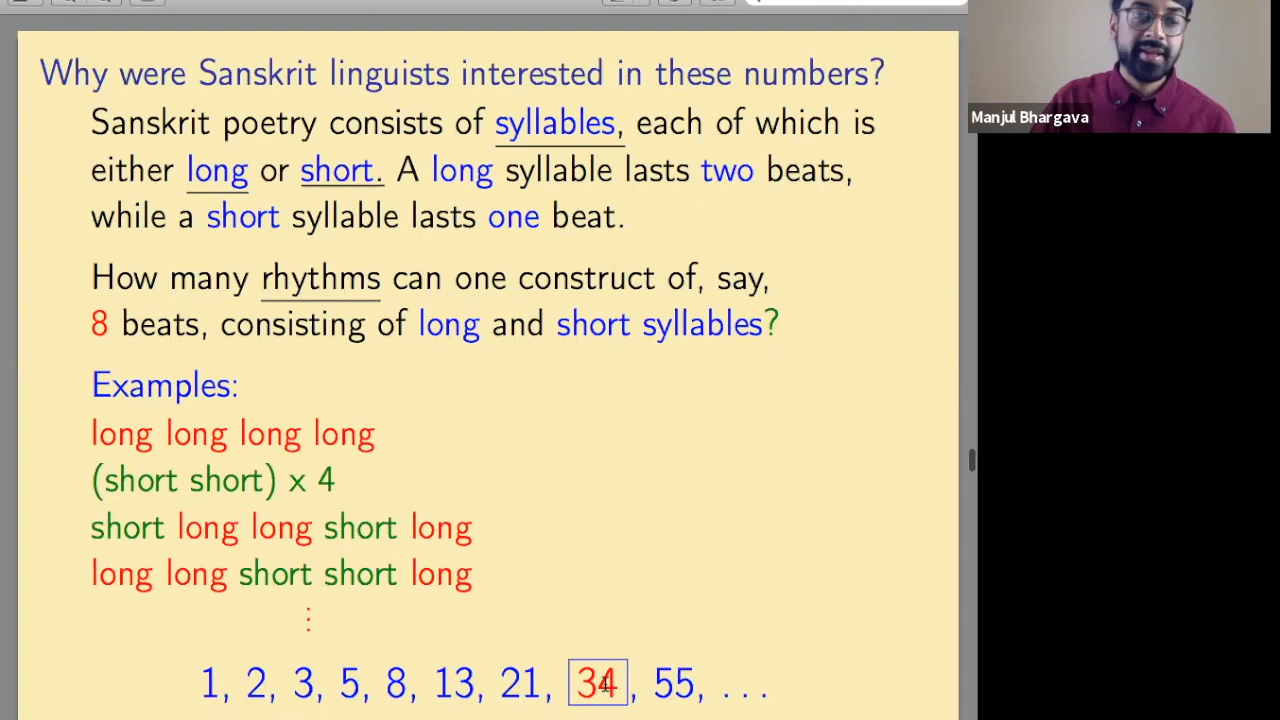 Why were Sanskrit linguists interested in these numbers?
Sanskrit poetry consists of syllables, each of which is
either long or short. A long syllable lasts two beats,
while a short syllable lasts one beat.
How many rhythms can one construct of, say,
8 beats, consisting of long and short syllables?
Examples:
long long long long
(short short) x 4
short long long short long
long long short short long
⋮
1, 2, 3, 5, 8, 13, 21, 34, 55, . . .
Manjul Bhargava